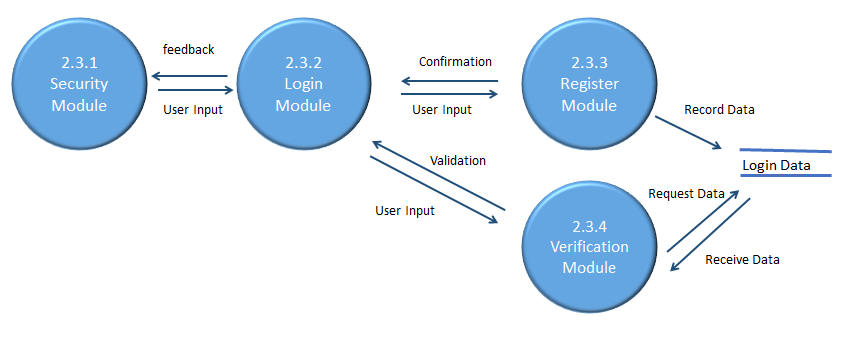 2.3.1
Security
Module
feedback
User Input
2.3.2
Login
Module
Confirmation
User Input
2.3.3
Register
Module
Record Data
Login Data
Validation
User Input
2.3.4
Verification
Module
Request Data
Receive Data